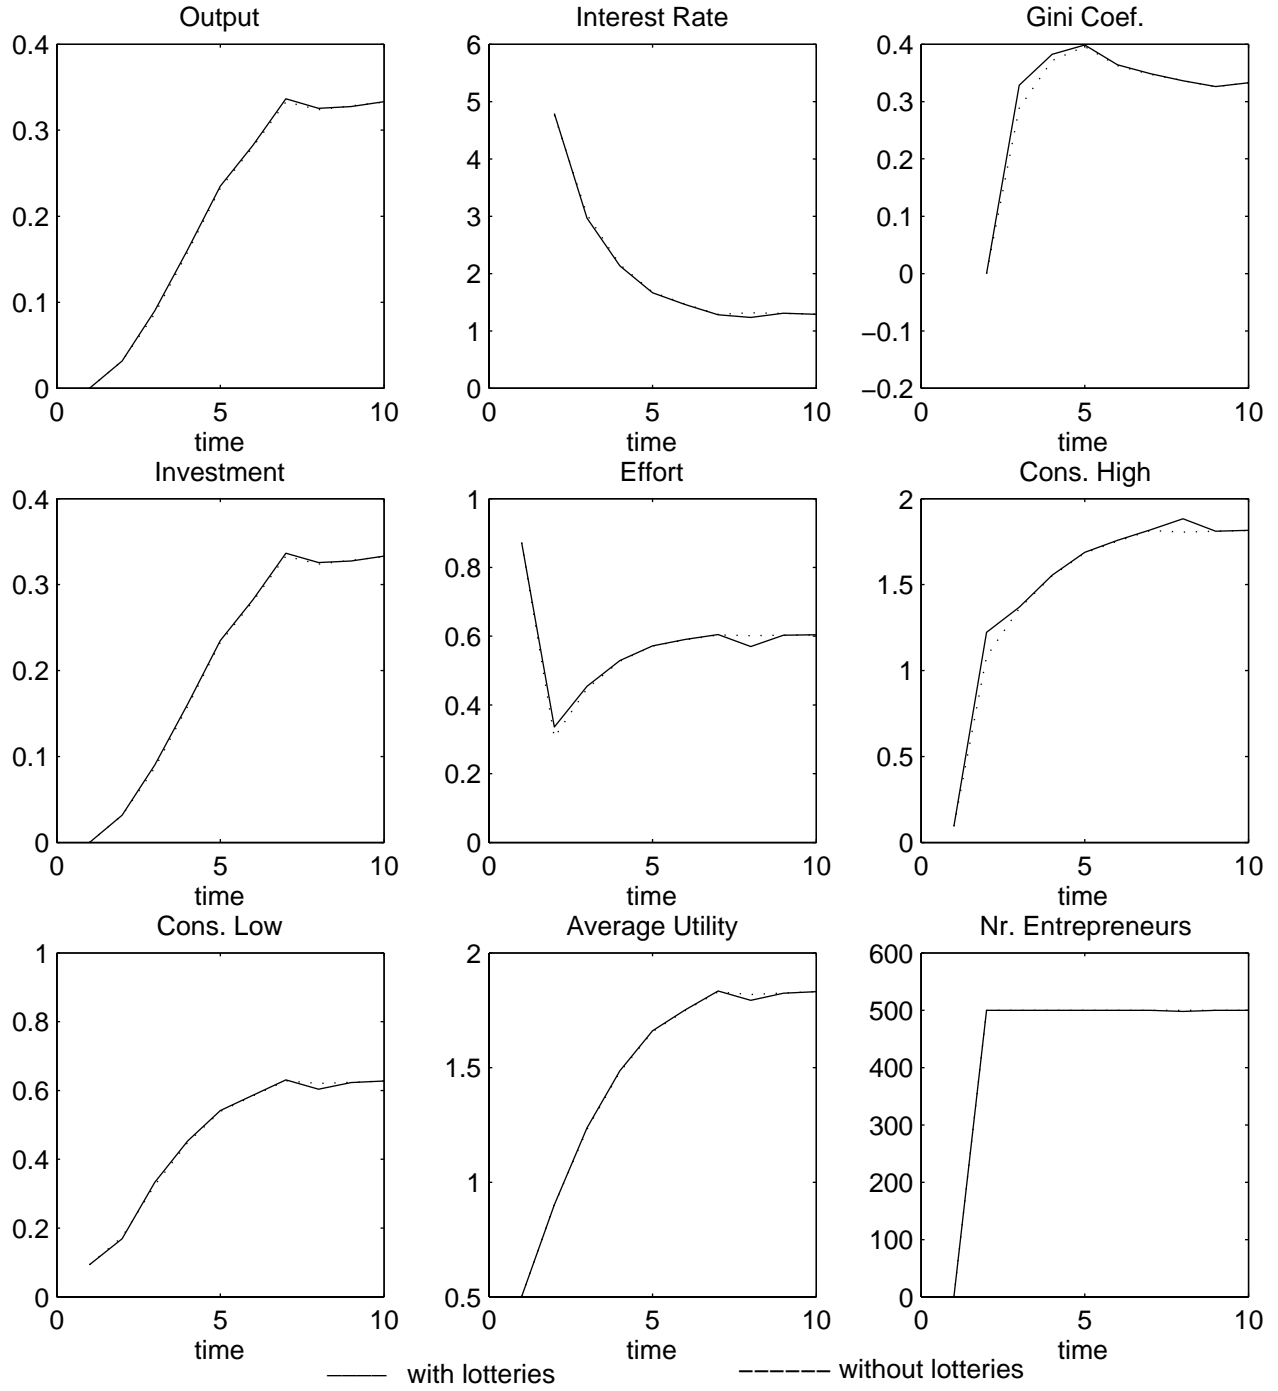 Output Interest Rate Gini Coef.
0.4 6 0.4
5 0.3
0.3 4 0.2
0.2 3 0.1
2 0
0.1 1 −0.1
0 0 −0.2
0 5 10 0 5 10 0 5 10
time time time
Investment Effort Cons. High
0.4 1 2
0.3 0.8 1.5
0.2 0.6 1
0.4
0.1 0.2 0.5
0 0 0
0 5 10 0 5 10 0 5 10
time time time
Cons. Low Average Utility Nr. Entrepreneurs
1 2 600
0.8 500
0.6 1.5 400
300
0.4 1 200
0.2 100
0 0.5 0
0 5 10 0 5 10 0 5 10
time time time
with lotteries without lotteries